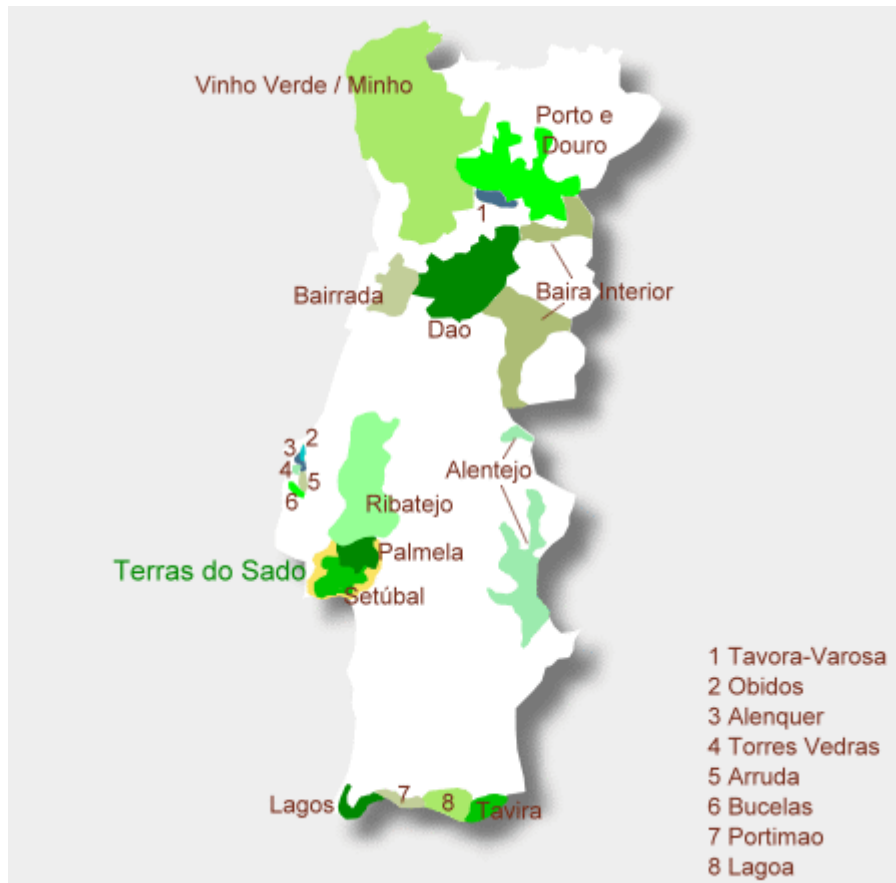 Vinho Verde / Minho
Porto e
Douro
1
Bairrada
Dao
Baira Interior
3
2
4
5
6
Alentejo
Ribatejo
Palmela
Terras do Sado
Setúbal
Lagos
7
8
Tavira
1 Tavora-Varosa
2 Obidos
3 Alenquer
4 Torres Vedras
5 Arruda
6 Bucelas
7 Portimao
8 Lagoa